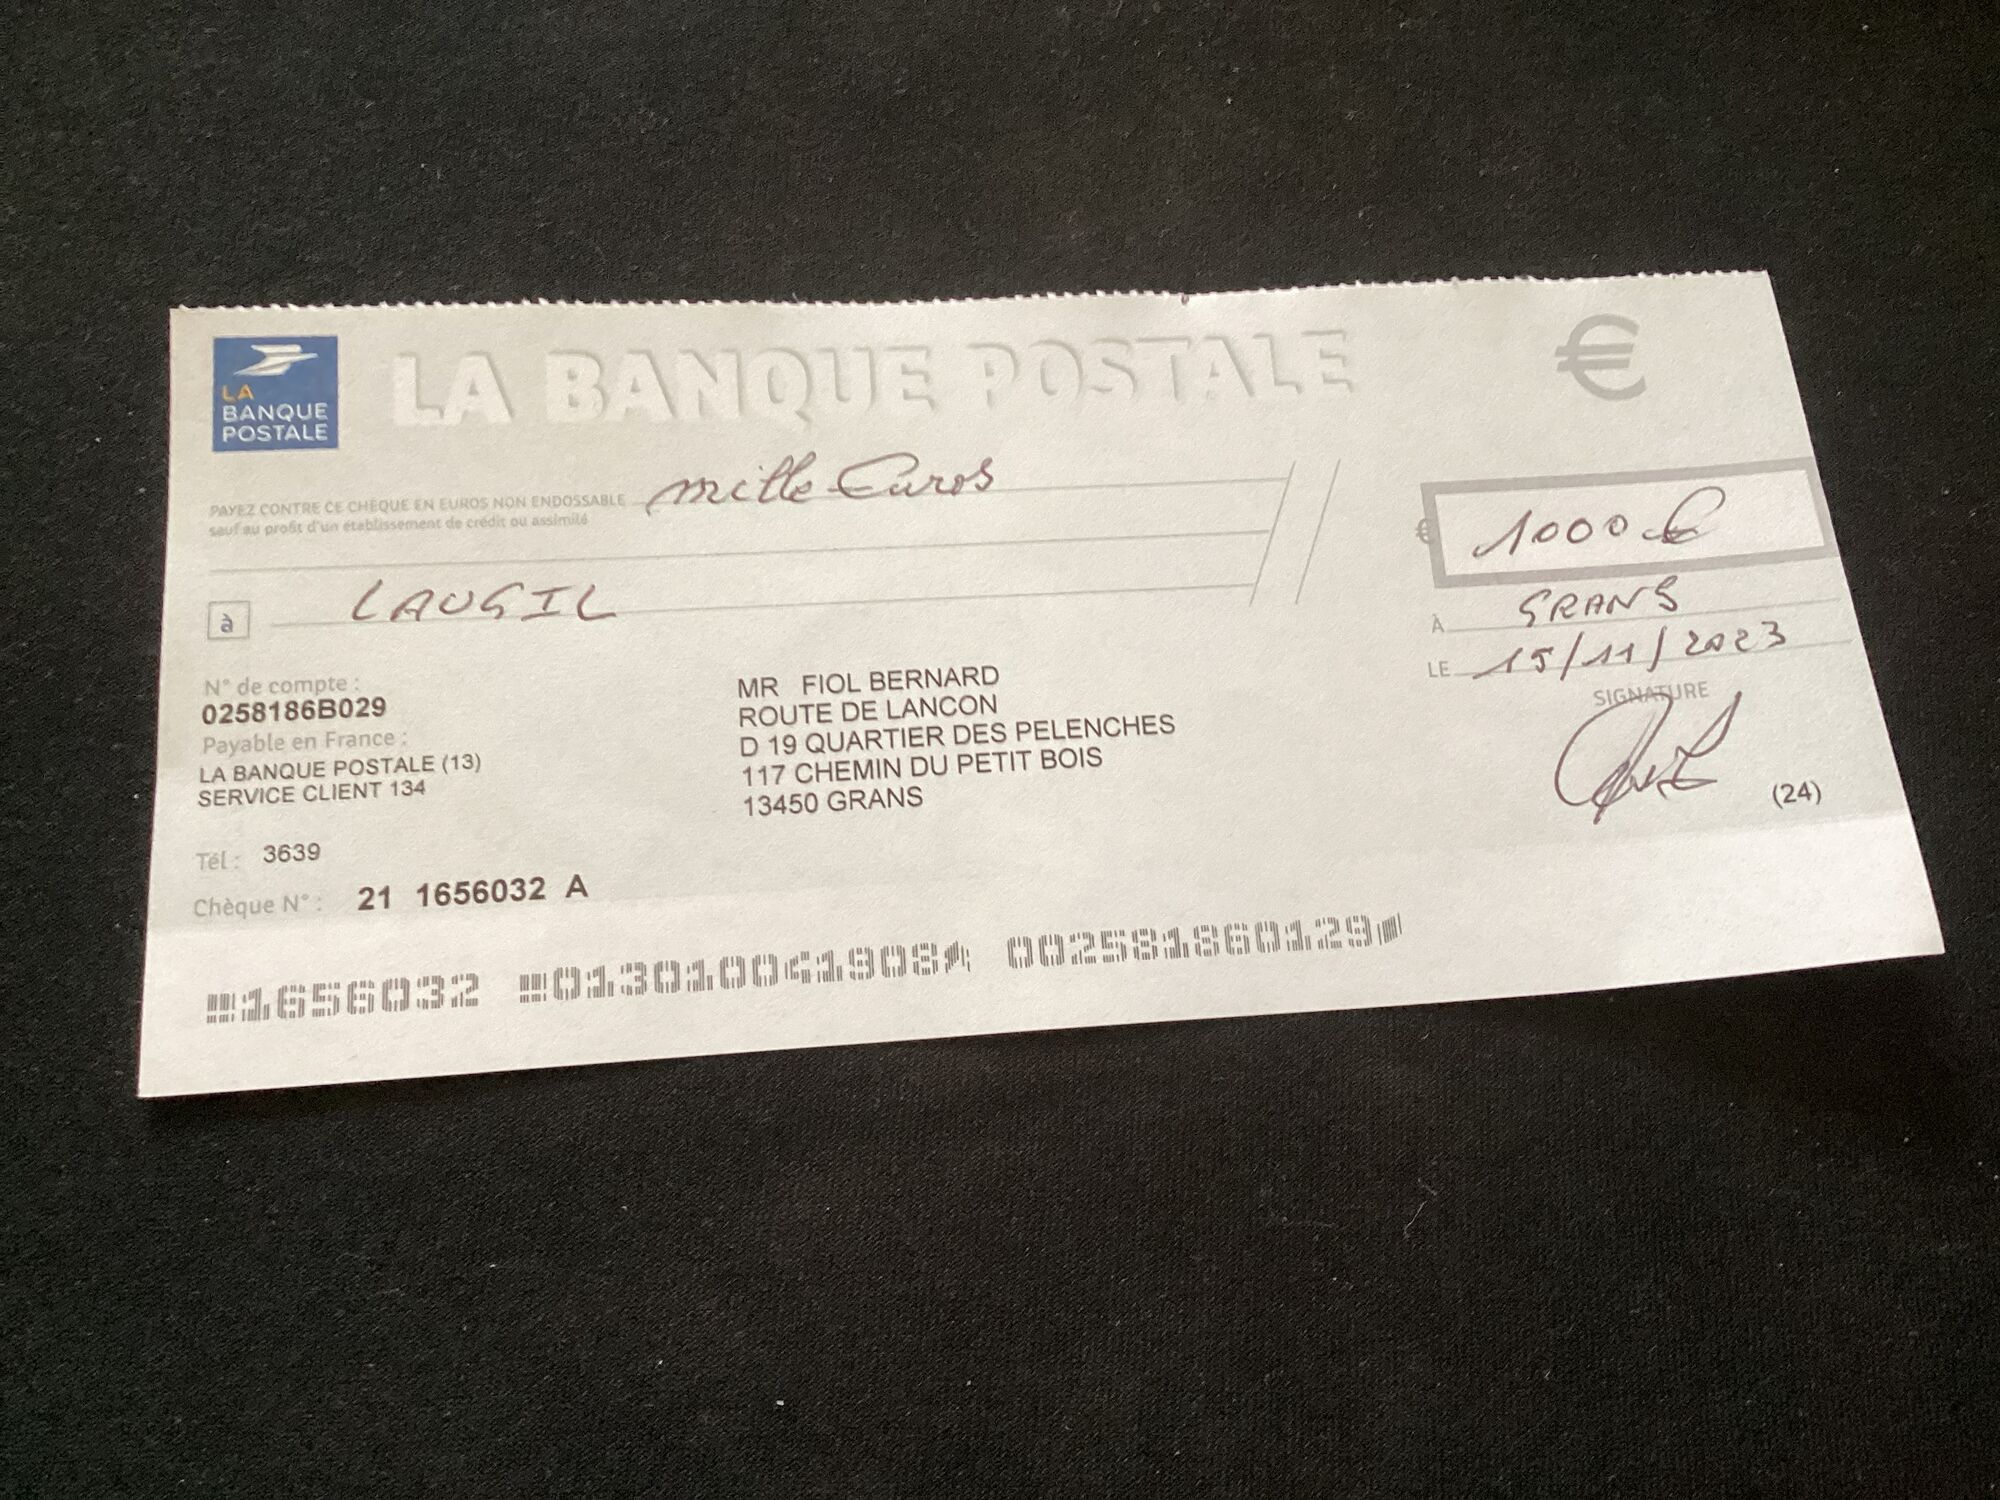 LA
BANQUE
POSTALE
LA BANQUE POSTALE €
PAYEZ CONTRE CE CHÈQUE EN EUROS NON ENDOSSABLE mille Euros
sauf au profit d'un établissement de crédit ou assimilé
€ 1000 €
à LAUGIL
À GRANS
LE 15/11/2023
SIGNATURE
N° de compte :
0258186B029
Payable en France :
LA BANQUE POSTALE (13)
SERVICE CLIENT 134
MR FIOL BERNARD
ROUTE DE LANCON
D 19 QUARTIER DES PELENCHES
117 CHEMIN DU PETIT BOIS
13450 GRANS
(24)
Tél : 3639
Chèque N° : 21 1656032 A
1656032 013010041908 002581860129